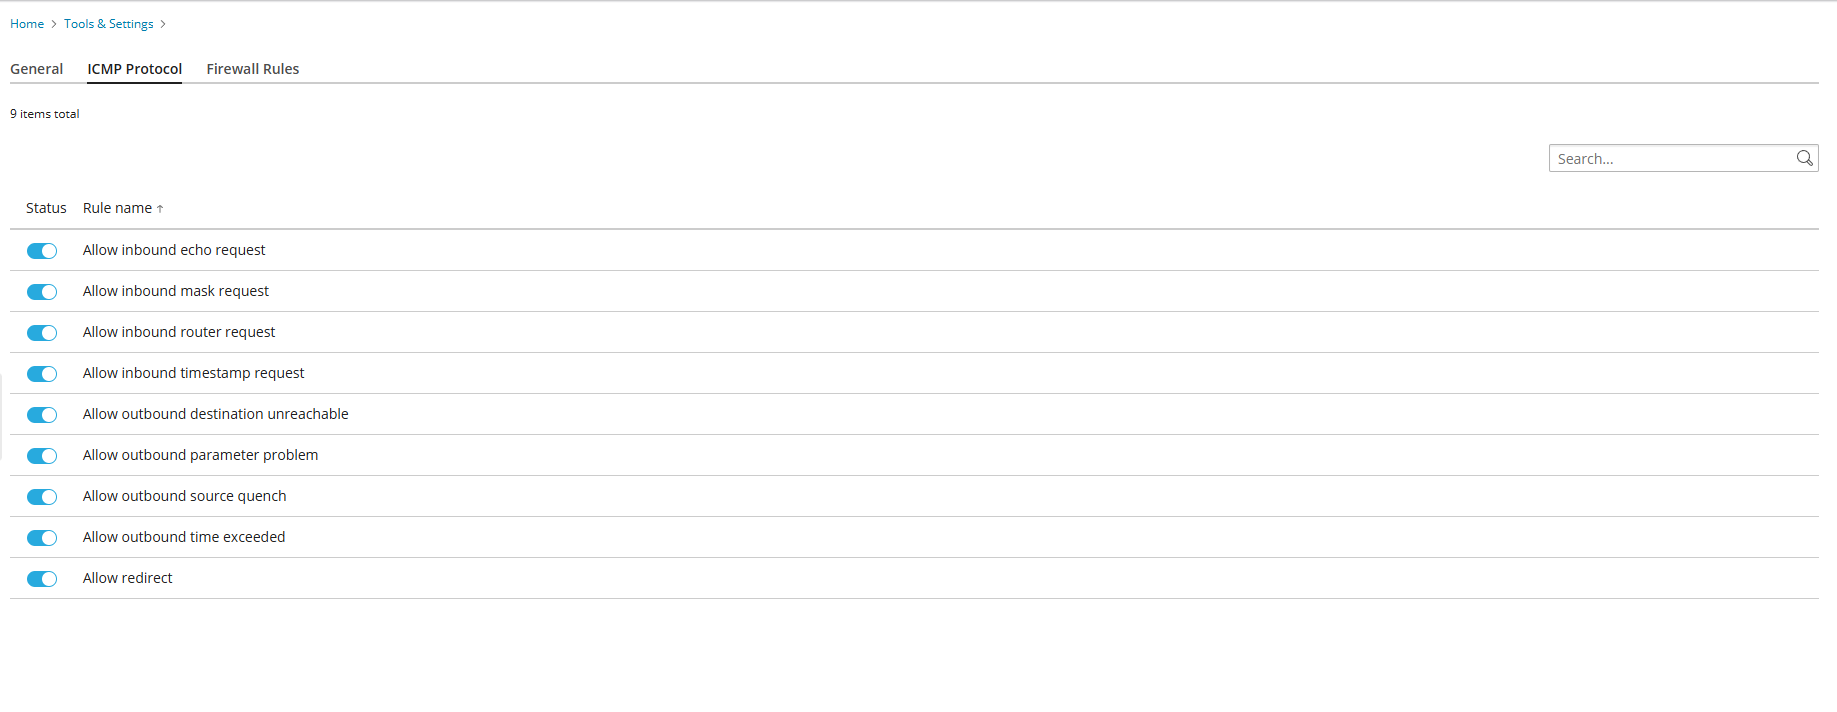 Home > Tools & Settings >
General ICMP Protocol Firewall Rules
9 items total
Search...
Status Rule name ↑
Allow inbound echo request
Allow inbound mask request
Allow inbound router request
Allow inbound timestamp request
Allow outbound destination unreachable
Allow outbound parameter problem
Allow outbound source quench
Allow outbound time exceeded
Allow redirect